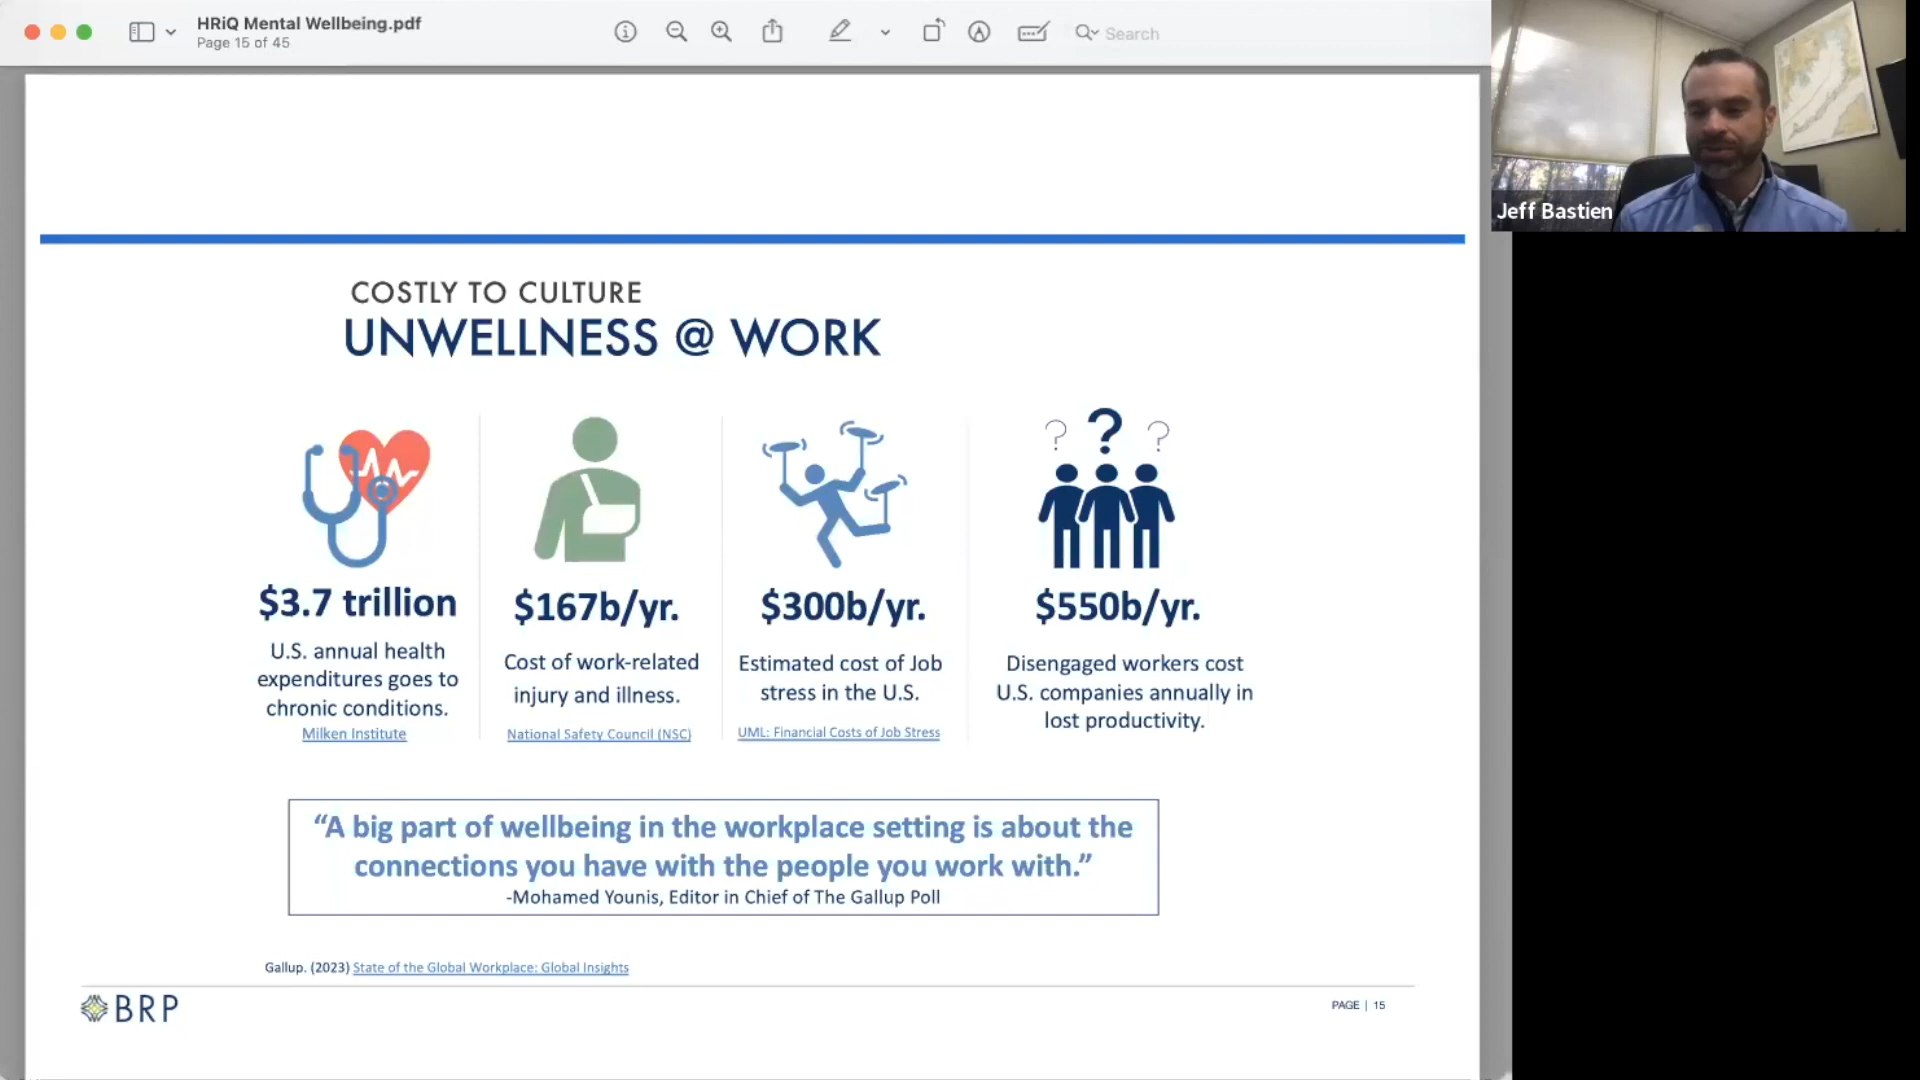 HRiQ Mental Wellbeing.pdf
Page 15 of 45
Search
Jeff Bastien
COSTLY TO CULTURE
UNWELLNESS @ WORK
? ? ?
$3.7 trillion
U.S. annual health
expenditures goes to
chronic conditions.
Milken Institute
$167b/yr.
Cost of work-related
injury and illness.
National Safety Council (NSC)
$300b/yr.
Estimated cost of Job
stress in the U.S.
UML: Financial Costs of Job Stress
$550b/yr.
Disengaged workers cost
U.S. companies annually in
lost productivity.
“A big part of wellbeing in the workplace setting is about the
connections you have with the people you work with.”
-Mohamed Younis, Editor in Chief of The Gallup Poll
Gallup. (2023) State of the Global Workplace: Global Insights
BRP
PAGE | 15